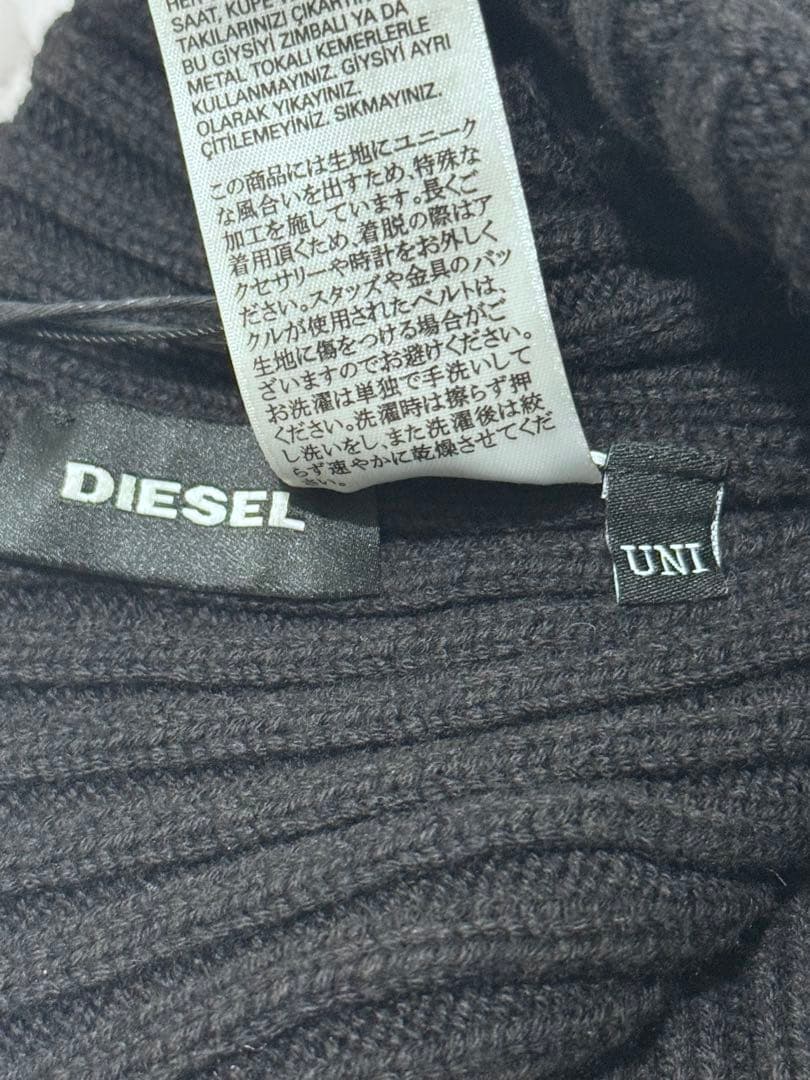 SAAT, KÜPE
TAKILARINIZI ÇIKARTIN
BU GİYSİYİ ZIMBALI YA DA
METAL TOKALI KEMERLERLE
KULLANMAYINIZ. GİYSİYİ AYRI
OLARAK YIKAYINIZ.
ÇİTİLEMEYİNİZ. SIKMAYINIZ.
この商品には生地にユニーク
な風合いを出すため、特殊な
加工を施しています。長くご
着用頂くため、着脱の際はア
クセサリーや時計をお外しく
ださい。スタッズや金具のバッ
クルが使用されたベルトは、
生地に傷をつける場合がご
ざいますのでお避けください。
お洗濯は単独で手洗いして
ください。洗濯時は擦らず押
し洗いをし、また洗濯後は絞
らず速やかに乾燥させてくだ
さい。
DIESEL
UNI